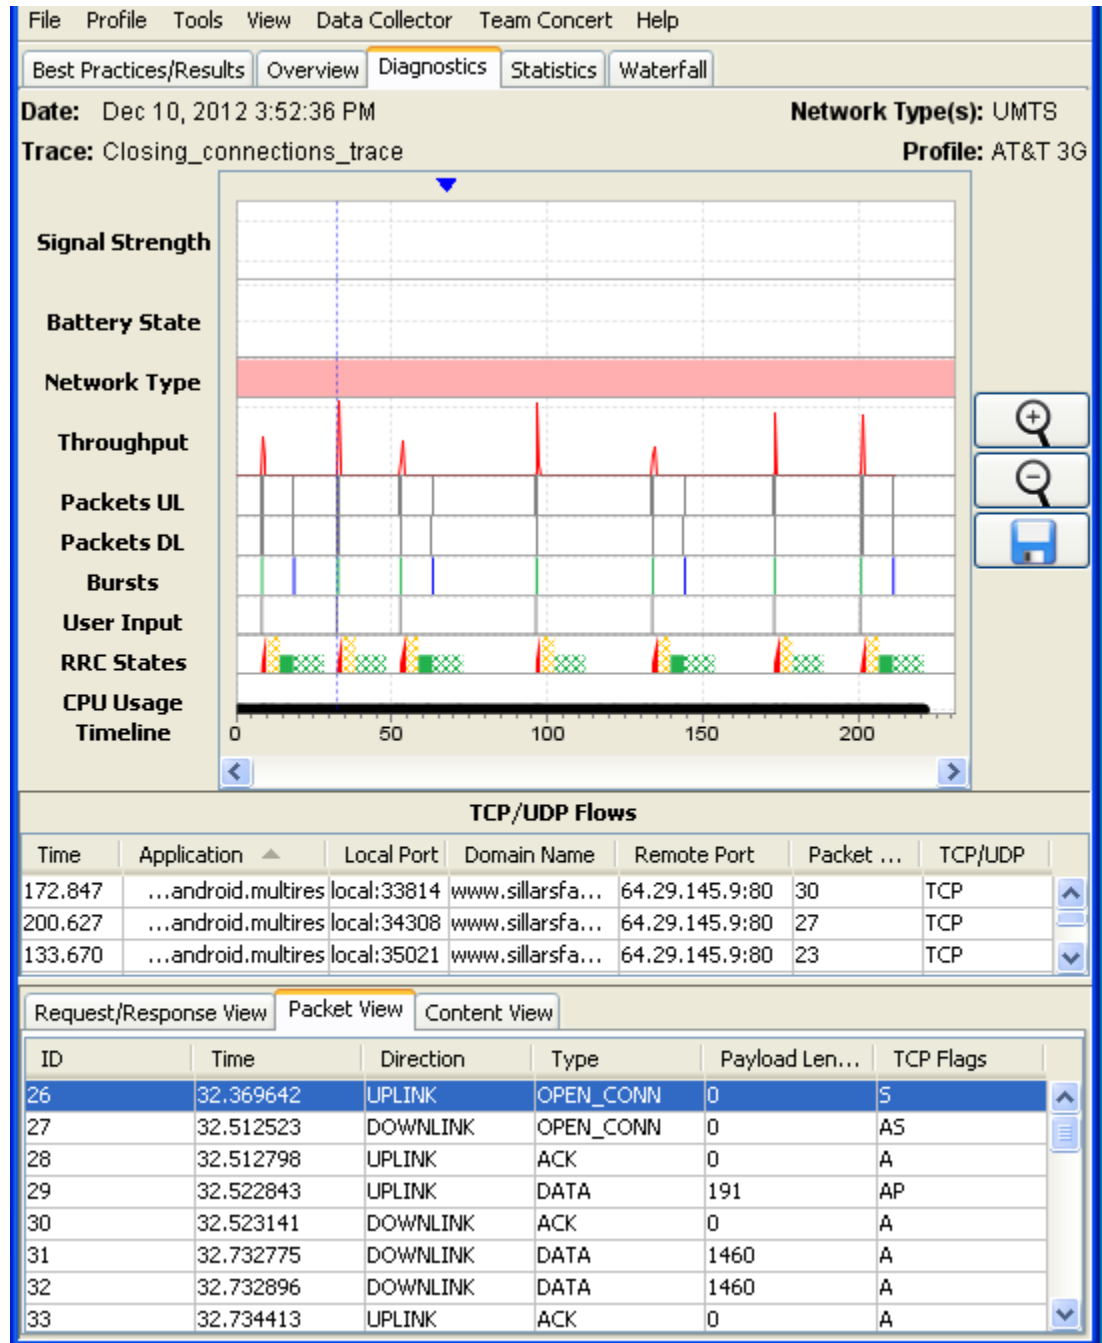 File Profile Tools View Data Collector Team Concert Help
Best Practices/Results Overview Diagnostics Statistics Waterfall
Date: Dec 10, 2012 3:52:36 PM Network Type(s): UMTS
Trace: Closing_connections_trace Profile: AT&T 3G
Signal Strength
Battery State
Network Type
Throughput
Packets UL
Packets DL
Bursts
User Input
RRC States
CPU Usage
Timeline 0 50 100 150 200
TCP/UDP Flows
Time Application Local Port Domain Name Remote Port Packet ... TCP/UDP
172.847 ...android.multires local:33814 www.sillarsfa... 64.29.145.9:80 30 TCP
200.627 ...android.multires local:34308 www.sillarsfa... 64.29.145.9:80 27 TCP
133.670 ...android.multires local:35021 www.sillarsfa... 64.29.145.9:80 23 TCP
Request/Response View Packet View Content View
ID Time Direction Type Payload Len... TCP Flags
26 32.369642 UPLINK OPEN_CONN 0 S
27 32.512523 DOWNLINK OPEN_CONN 0 AS
28 32.512798 UPLINK ACK 0 A
29 32.522843 UPLINK DATA 191 AP
30 32.523141 DOWNLINK ACK 0 A
31 32.732775 DOWNLINK DATA 1460 A
32 32.732896 DOWNLINK DATA 1460 A
33 32.734413 UPLINK ACK 0 A